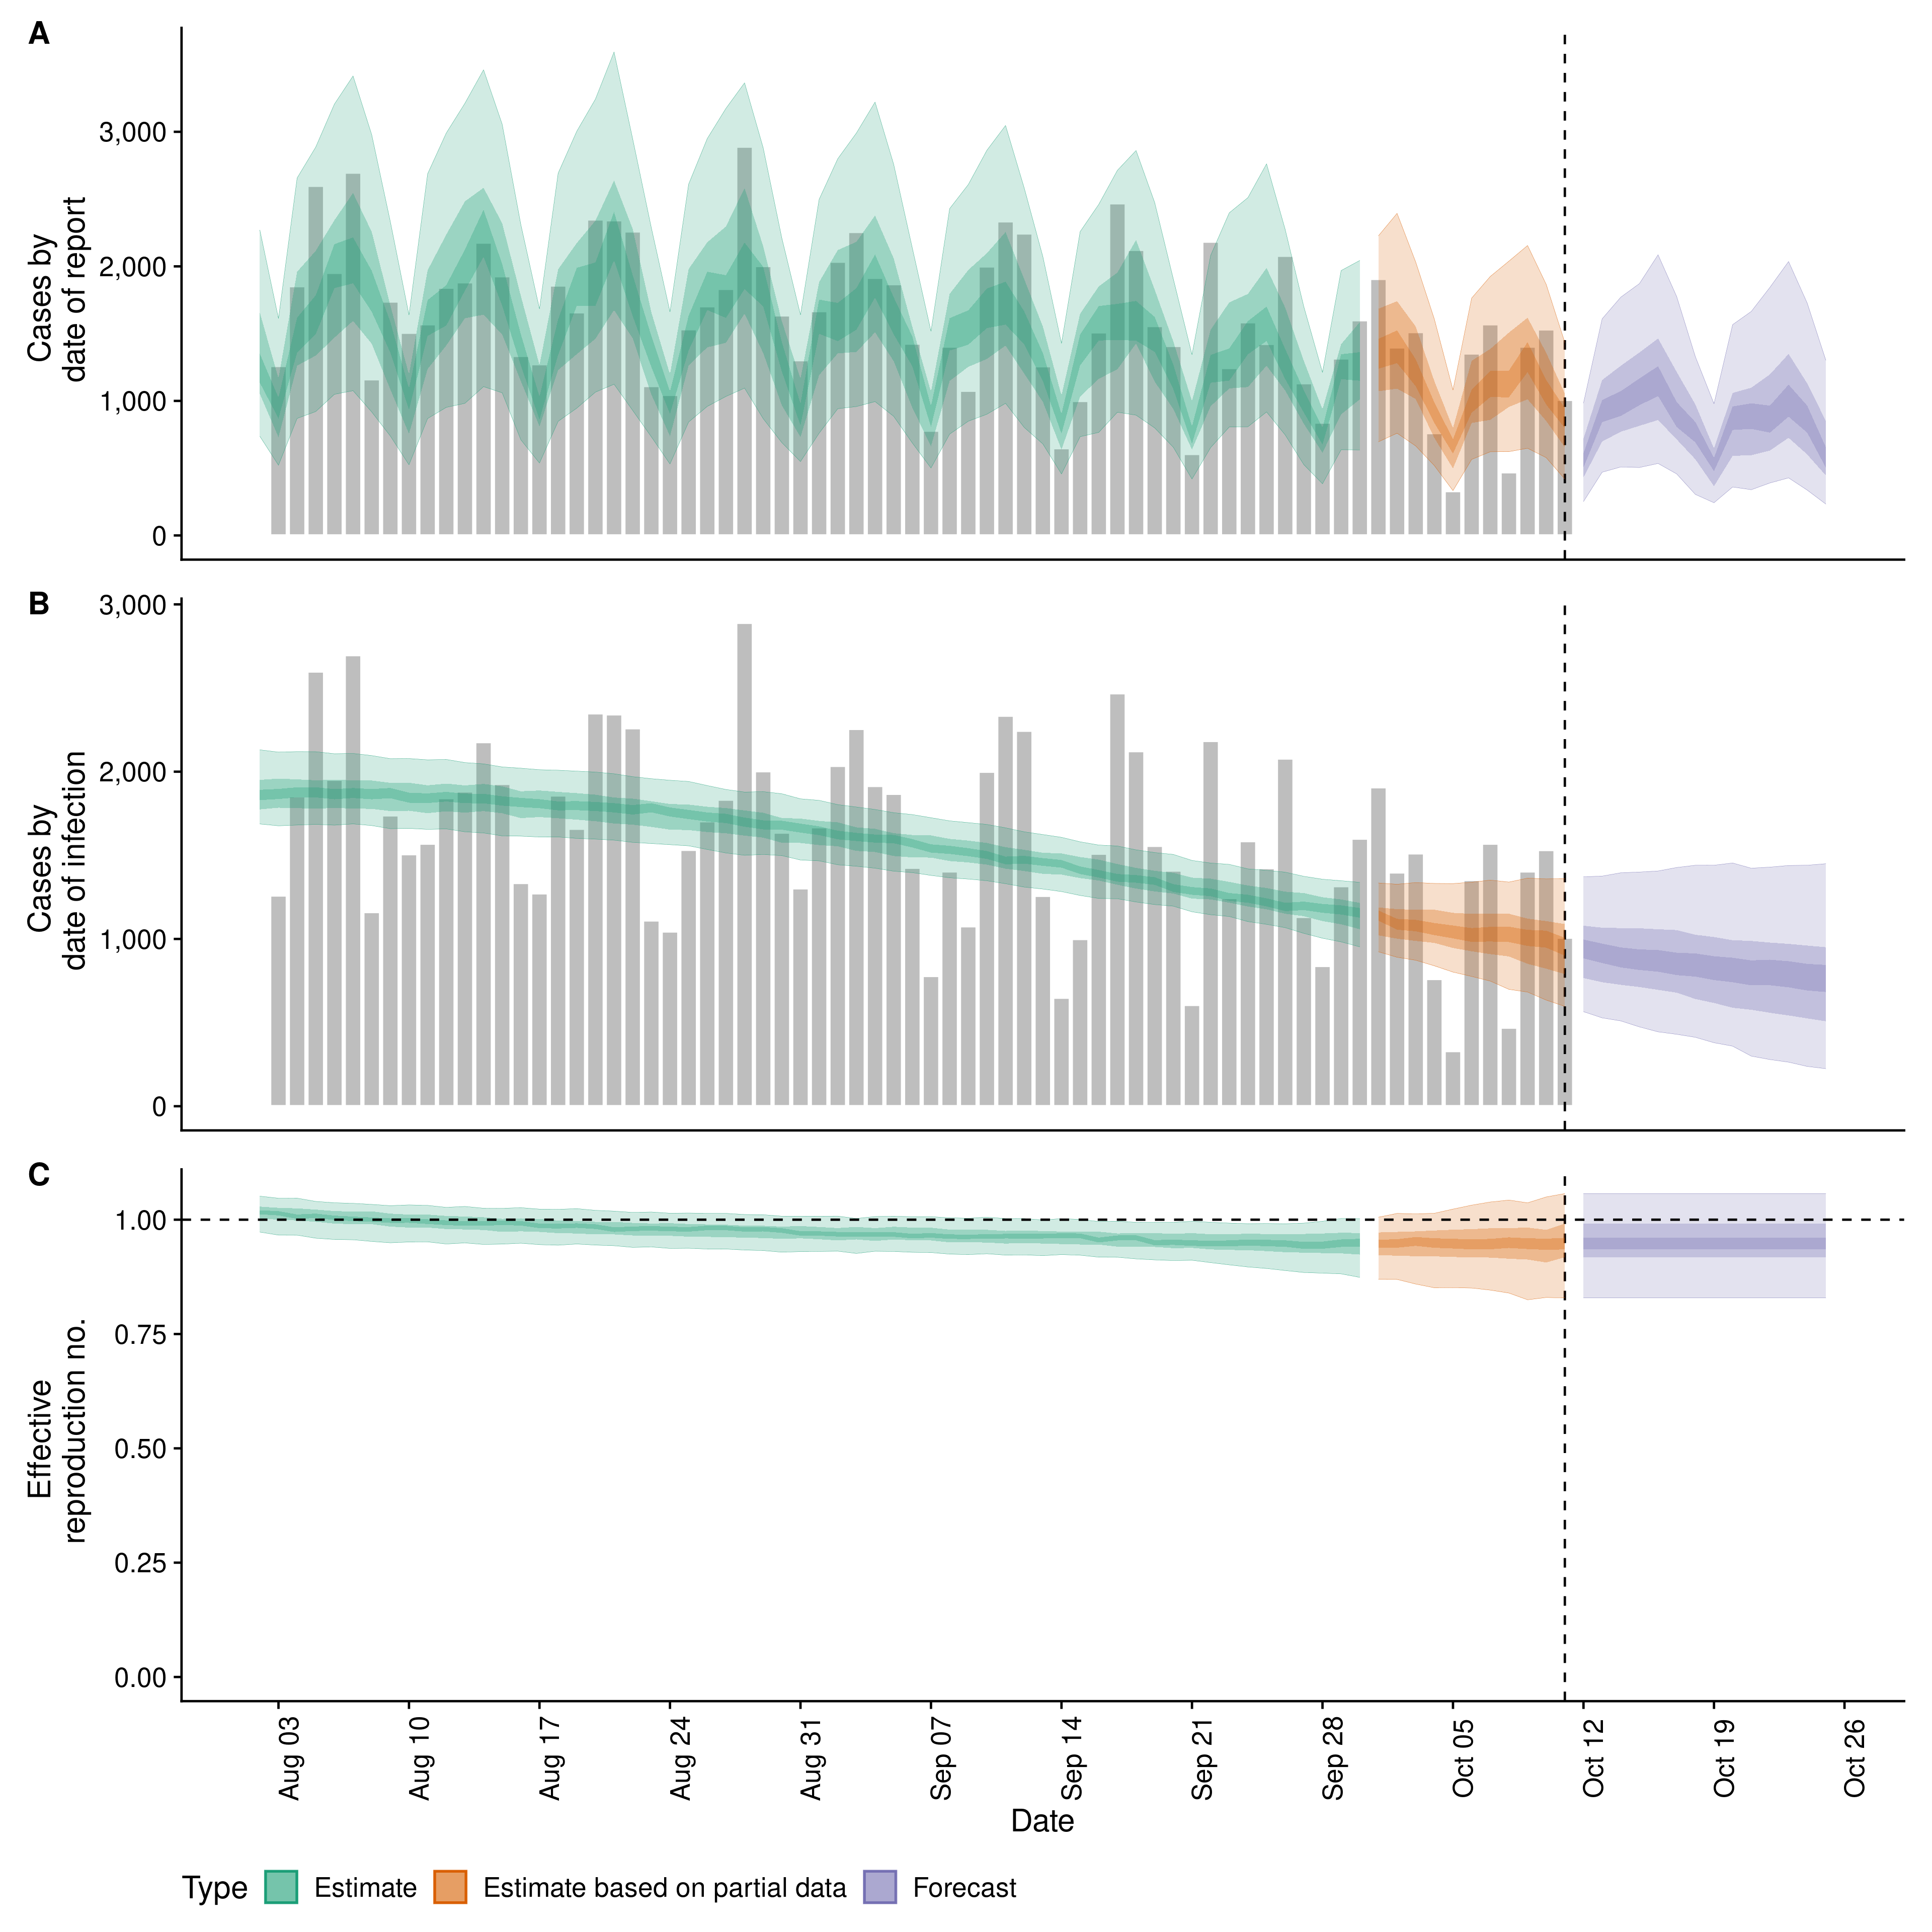 A
Cases by
date of report
3,000
2,000
1,000
0
B
Cases by
date of infection
3,000
2,000
1,000
0
C
Effective
reproduction no.
1.00
0.75
0.50
0.25
0.00
Aug 03
Aug 10
Aug 17
Aug 24
Aug 31
Sep 07
Sep 14
Sep 21
Sep 28
Oct 05
Oct 12
Oct 19
Oct 26
Date
Type Estimate Estimate based on partial data Forecast